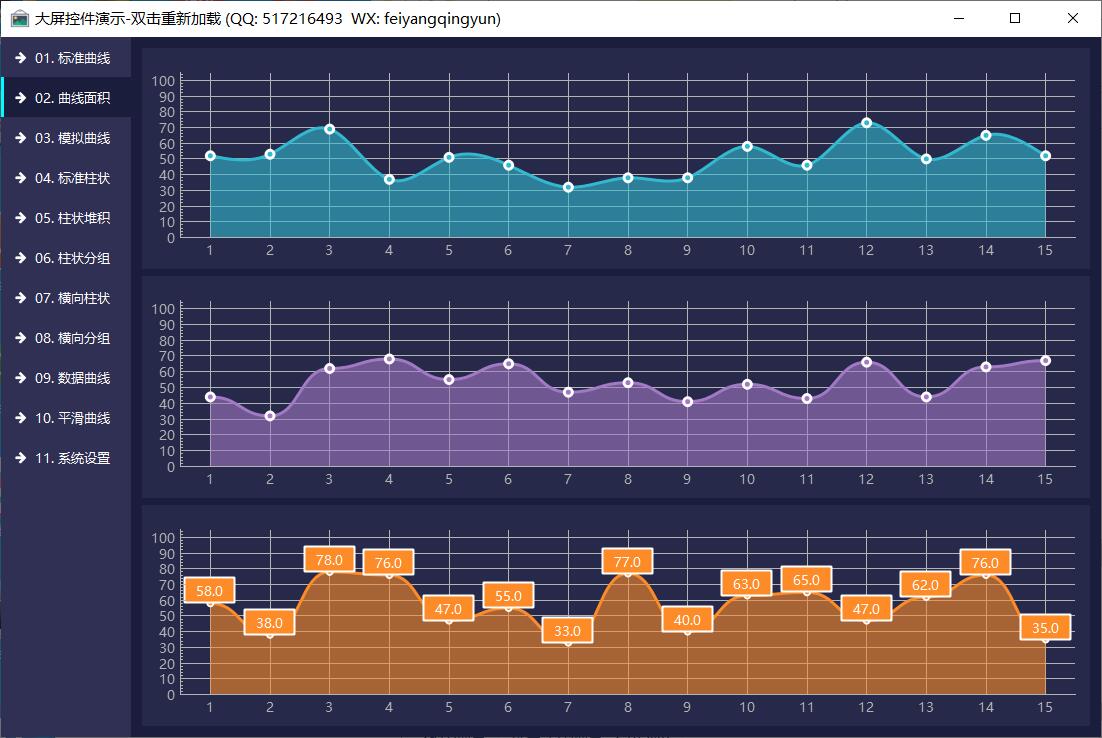 大屏控件演示-双击重新加载 (QQ: 517216493  WX: feiyangqingyun)
01. 标准曲线
02. 曲线面积
03. 模拟曲线
04. 标准柱状
05. 柱状堆积
06. 柱状分组
07. 横向柱状
08. 横向分组
09. 数据曲线
10. 平滑曲线
11. 系统设置
100
90
80
70
60
50
40
30
20
10
0
1 2 3 4 5 6 7 8 9 10 11 12 13 14 15
100
90
80
70
60
50
40
30
20
10
0
1 2 3 4 5 6 7 8 9 10 11 12 13 14 15
100
90
80
70
60
50
40
30
20
10
0
58.0 38.0 78.0 76.0 47.0 55.0 33.0 77.0 40.0 63.0 65.0 47.0 62.0 76.0 35.0
1 2 3 4 5 6 7 8 9 10 11 12 13 14 15